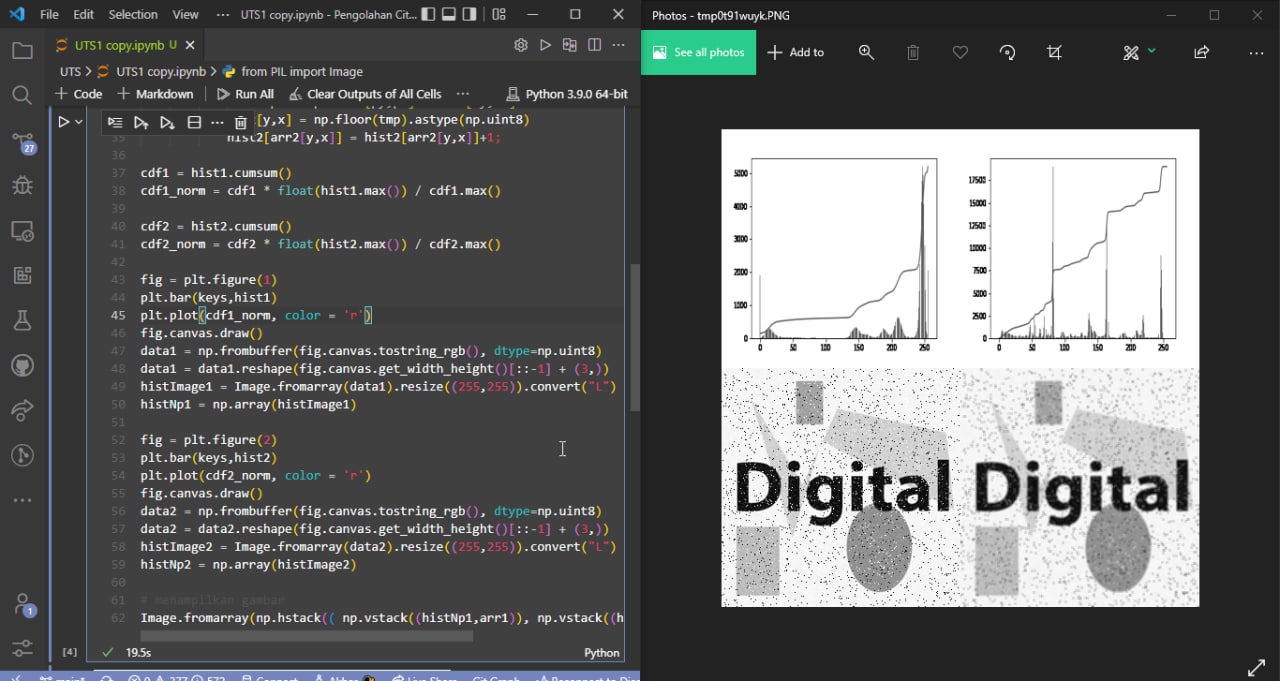 File Edit Selection View ··· UTS1 copy.ipynb - Pengolahan Cit...
UTS1 copy.ipynb U
UTS > UTS1 copy.ipynb > from PIL import Image
+ Code + Markdown Run All Clear Outputs of All Cells ··· Python 3.9.0 64-bit
[y,x] = np.floor(tmp).astype(np.uint8)
35 hist2[arr2[y,x]] = hist2[arr2[y,x]]+1;
36
37 cdf1 = hist1.cumsum()
38 cdf1_norm = cdf1 * float(hist1.max()) / cdf1.max()
39
40 cdf2 = hist2.cumsum()
41 cdf2_norm = cdf2 * float(hist2.max()) / cdf2.max()
42
43 fig = plt.figure(1)
44 plt.bar(keys,hist1)
45 plt.plot(cdf1_norm, color = 'r')
46 fig.canvas.draw()
47 data1 = np.frombuffer(fig.canvas.tostring_rgb(), dtype=np.uint8)
48 data1 = data1.reshape(fig.canvas.get_width_height()[::-1] + (3,))
49 histImage1 = Image.fromarray(data1).resize((255,255)).convert("L")
50 histNp1 = np.array(histImage1)
51
52 fig = plt.figure(2)
53 plt.bar(keys,hist2)
54 plt.plot(cdf2_norm, color = 'r')
55 fig.canvas.draw()
56 data2 = np.frombuffer(fig.canvas.tostring_rgb(), dtype=np.uint8)
57 data2 = data2.reshape(fig.canvas.get_width_height()[::-1] + (3,))
58 histImage2 = Image.fromarray(data2).resize((255,255)).convert("L")
59 histNp2 = np.array(histImage2)
60
61 # menampilkan gambar
62 Image.fromarray(np.hstack(( np.vstack((histNp1,arr1)), np.vstack((h
[4] 19.5s Python
27
1
Photos - tmp0t91wuyk.PNG
See all photos + Add to
5000
4000
3000
2000
1000
0
0 50 100 150 200 250
17500
15000
12500
10000
7500
5000
2500
0
0 50 100 150 200 250
Digital Digital